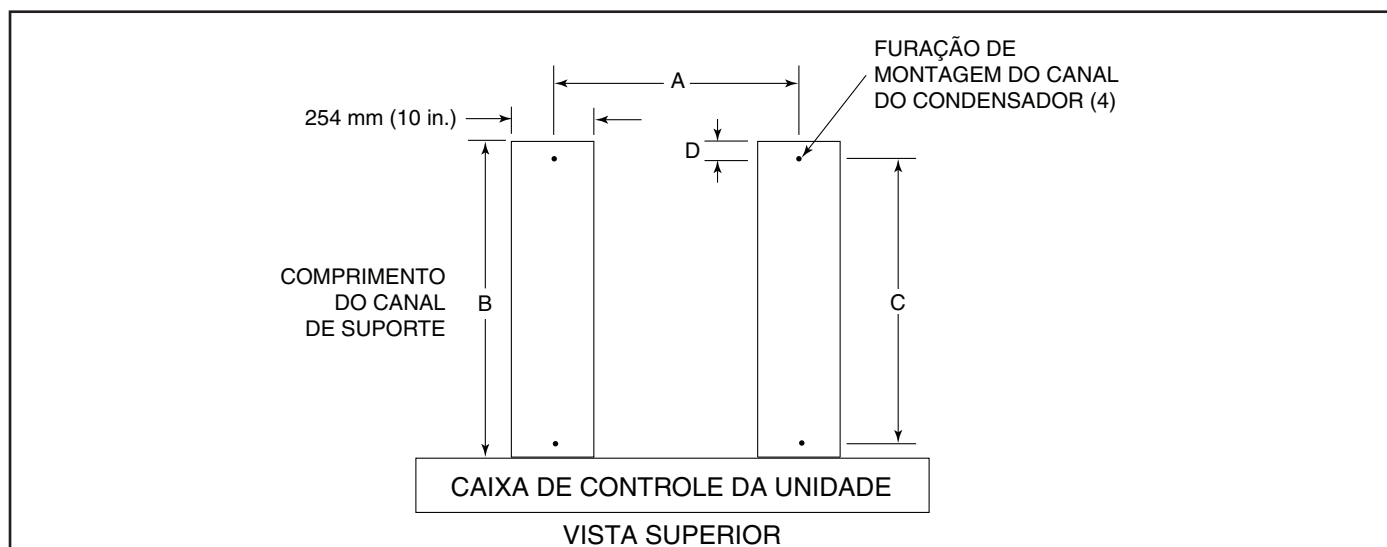 FURAÇÃO DE
MONTAGEM DO CANAL
DO CONDENSADOR (4)
A
254 mm (10 in.)
D
COMPRIMENTO
DO CANAL
DE SUPORTE
B
C
CAIXA DE CONTROLE DA UNIDADE
VISTA SUPERIOR